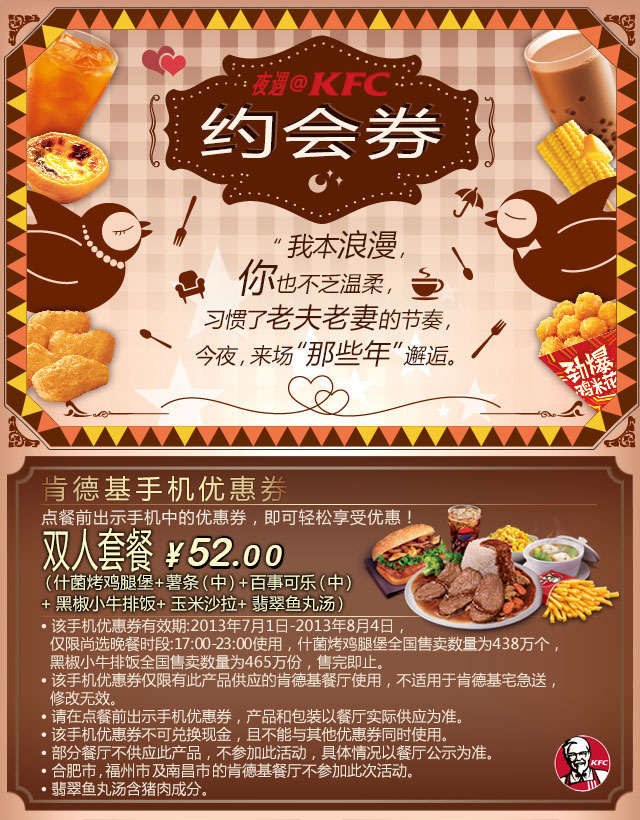 夜遇@KFC
约会券
“我本浪漫,
你也不乏温柔,
习惯了老夫老妻的节奏,
今夜,来场“那些年”邂逅。
劲爆
鸡米花
肯德基手机优惠券
点餐前出示手机中的优惠券,即可轻松享受优惠!
双人套餐 ¥52.00
(什菌烤鸡腿堡+薯条(中)+百事可乐(中)
+ 黑椒小牛排饭+ 玉米沙拉+ 翡翠鱼丸汤)
• 该手机优惠券有效期:2013年7月1日-2013年8月4日,
仅限尚选晚餐时段:17:00-23:00使用,什菌烤鸡腿堡全国售卖数量为438万个,
黑椒小牛排饭全国售卖数量为465万份,售完即止。
• 该手机优惠券仅限有此产品供应的肯德基餐厅使用,不适用于肯德基宅急送,
修改无效。
• 请在点餐前出示手机优惠券,产品和包装以餐厅实际供应为准。
• 该手机优惠券不可兑换现金,且不能与其他优惠券同时使用。
• 部分餐厅不供应此产品,不参加此活动,具体情况以餐厅公示为准。
• 合肥市,福州市及南昌市的肯德基餐厅不参加此次活动。
• 翡翠鱼丸汤含猪肉成分。
KFC